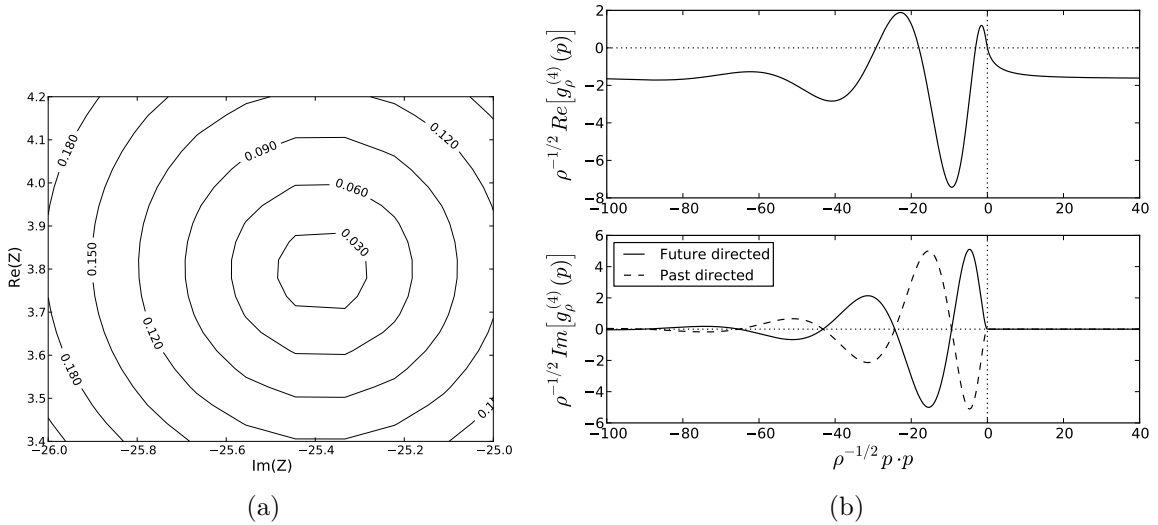 4.2
4.1
4.0
3.9
3.8
3.7
3.6
3.5
3.4
Re(Z)
0.180
0.120
0.090
0.060
0.030
0.150
0.120
0.180
−26.0 −25.8 −25.6 −25.4 −25.2 −25.0
Im(Z)
(a)
2
0
−2
−4
−6
−8
ρ^{−1/2} Re[g_ρ^{(4)}(p)]
−100 −80 −60 −40 −20 0 20 40
6
4
2
0
−2
−4
−6
ρ^{−1/2} Im[g_ρ^{(4)}(p)]
Future directed
Past directed
−100 −80 −60 −40 −20 0 20 40
ρ^{−1/2} p·p
(b)